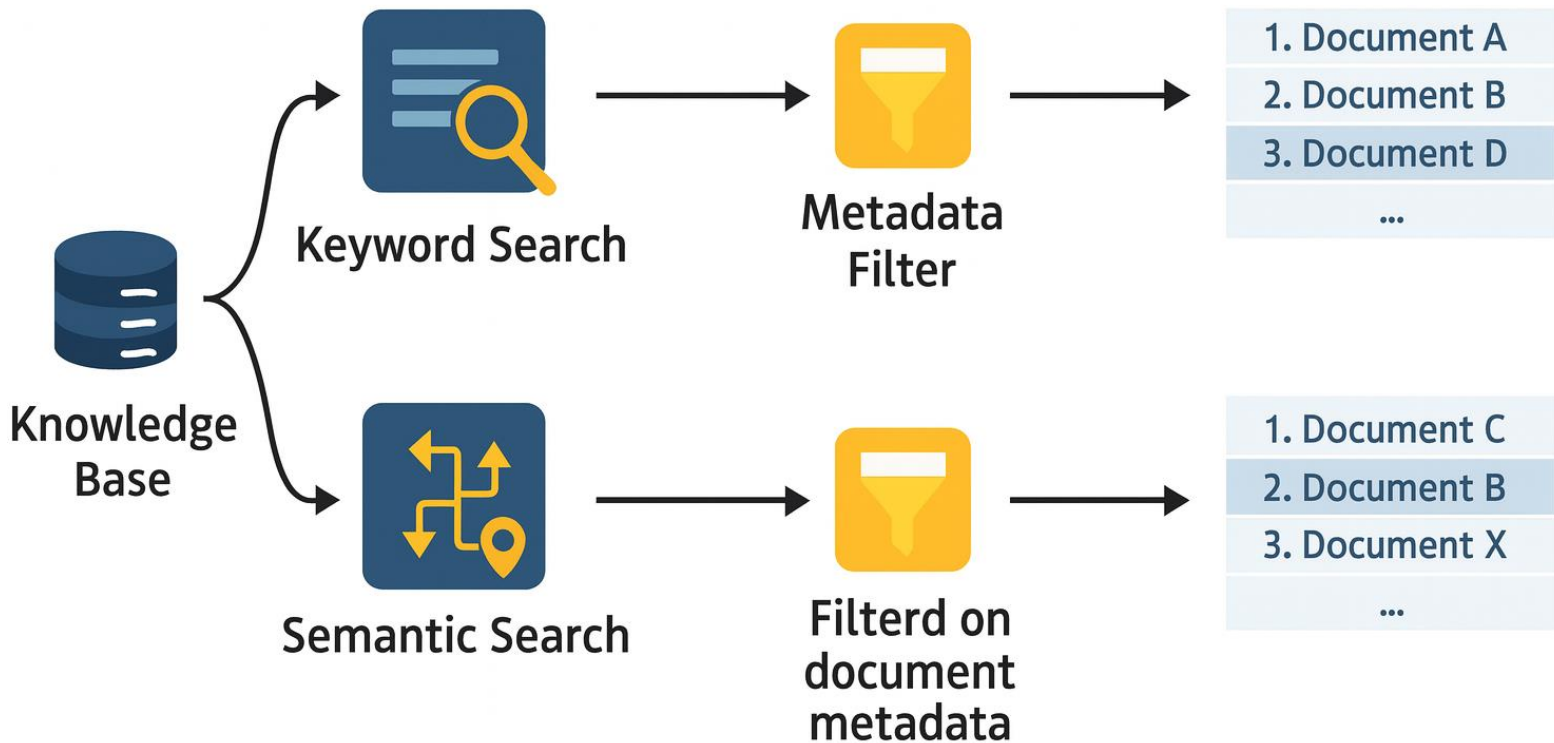 Knowledge
Base
Keyword Search
Metadata
Filter
1. Document A
2. Document B
3. Document D
...
Semantic Search
Filterd on
document
metadata
1. Document C
2. Document B
3. Document X
...